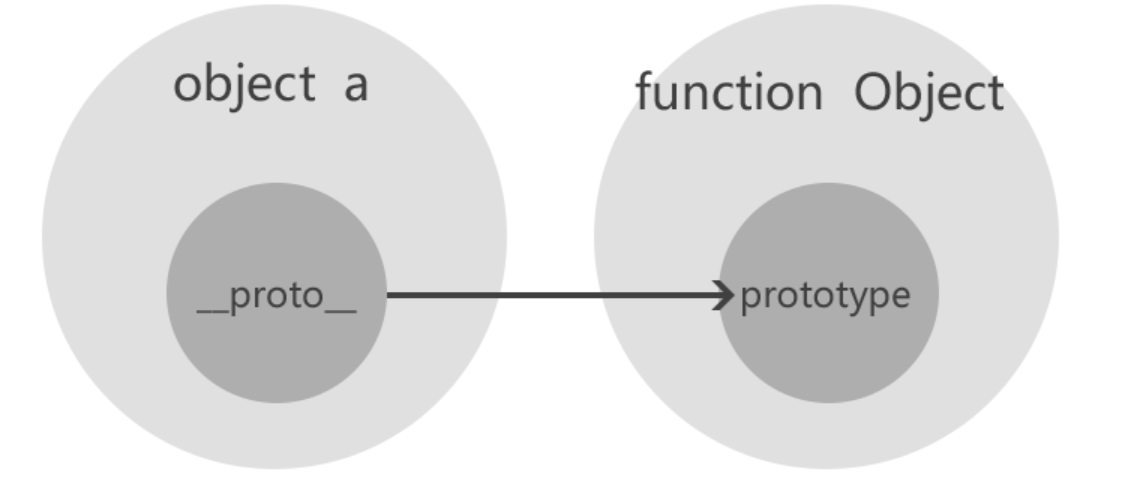 object a
function Object
__proto__
prototype